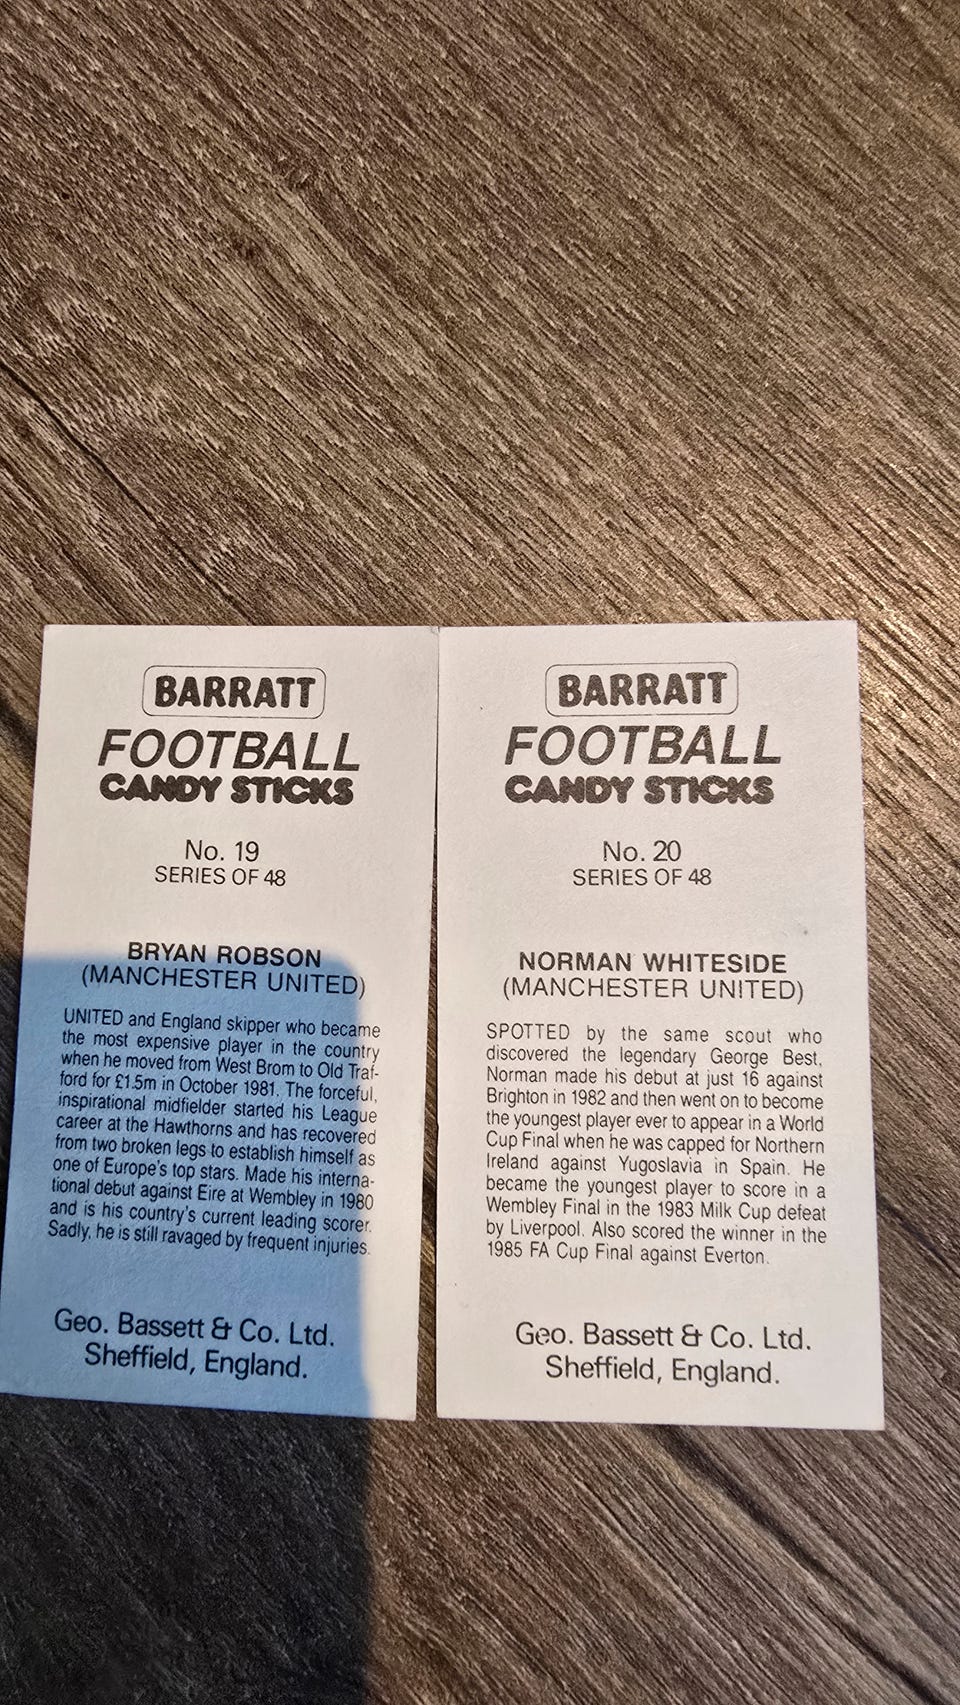 BARRATT
FOOTBALL
CANDY STICKS
No. 19
SERIES OF 48
BRYAN ROBSON
(MANCHESTER UNITED)
UNITED and England skipper who became
the most expensive player in the country
when he moved from West Brom to Old Traf-
ford for £1.5m in October 1981. The forceful,
inspirational midfielder started his League
career at the Hawthorns and has recovered
from two broken legs to establish himself as
one of Europe's top stars. Made his interna-
tional debut against Eire at Wembley in 1980
and is his country's current leading scorer.
Sadly, he is still ravaged by frequent injuries.
Geo. Bassett & Co. Ltd.
Sheffield, England.
BARRATT
FOOTBALL
CANDY STICKS
No. 20
SERIES OF 48
NORMAN WHITESIDE
(MANCHESTER UNITED)
SPOTTED by the same scout who
discovered the legendary George Best,
Norman made his debut at just 16 against
Brighton in 1982 and then went on to become
the youngest player ever to appear in a World
Cup Final when he was capped for Northern
Ireland against Yugoslavia in Spain. He
became the youngest player to score in a
Wembley Final in the 1983 Milk Cup defeat
by Liverpool. Also scored the winner in the
1985 FA Cup Final against Everton.
Geo. Bassett & Co. Ltd.
Sheffield, England.